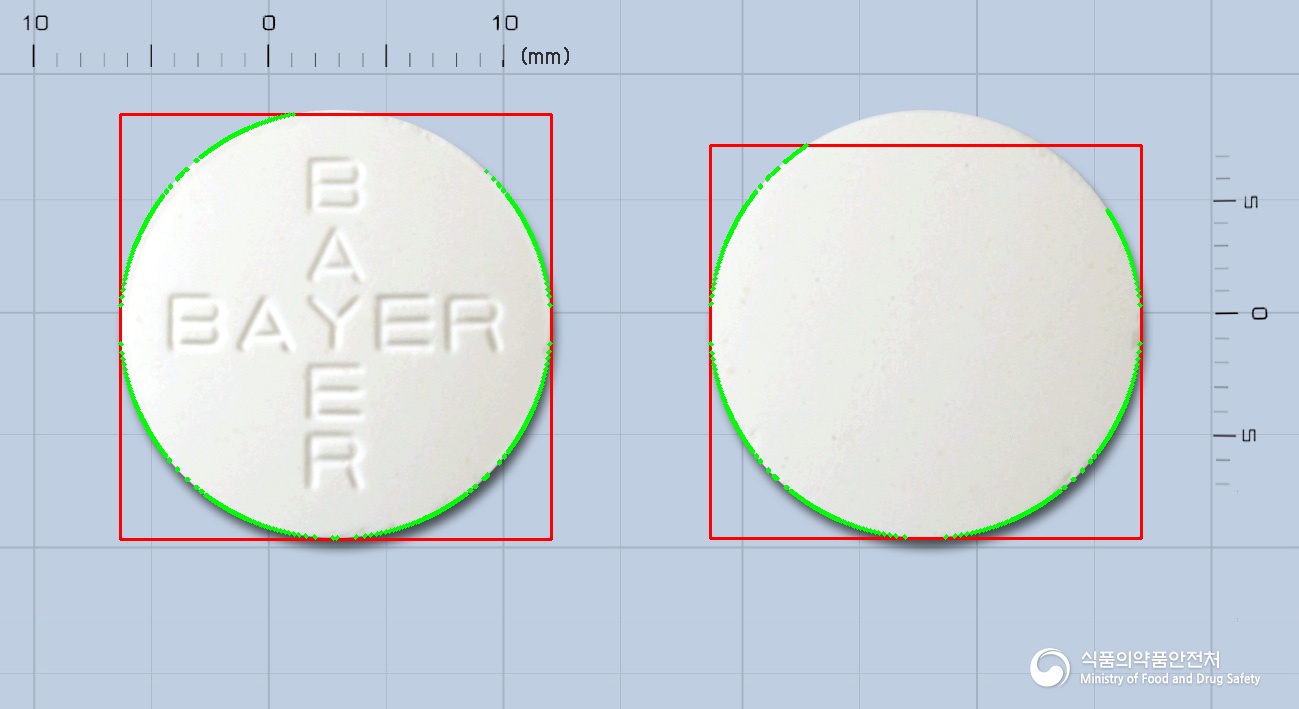 10 0 10
(mm)
B
A
BAYER
E
R
5
0
5
식품의약품안전처
Ministry of Food and Drug Safety